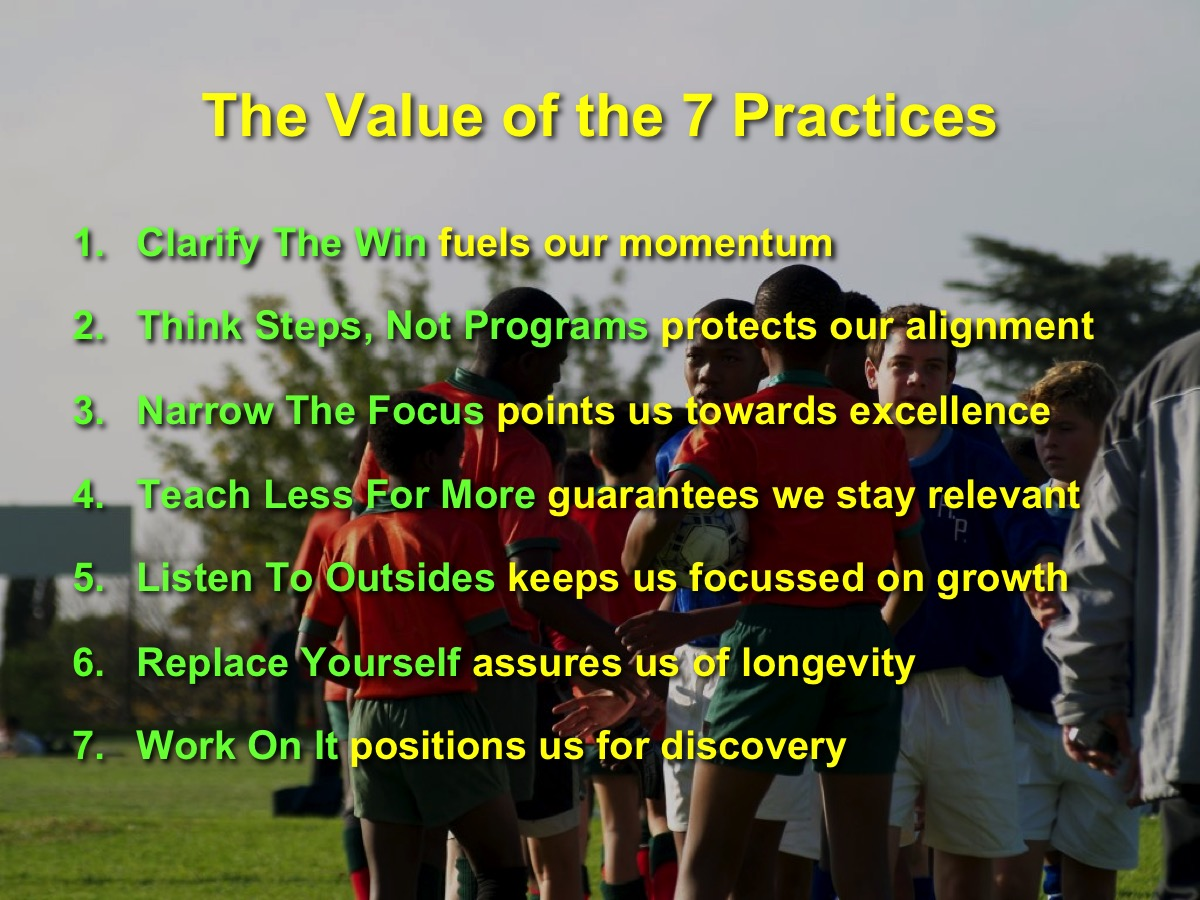 The Value of the 7 Practices
1. Clarify The Win fuels our momentum
2. Think Steps, Not Programs protects our alignment
3. Narrow The Focus points us towards excellence
4. Teach Less For More guarantees we stay relevant
5. Listen To Outsides keeps us focussed on growth
6. Replace Yourself assures us of longevity
7. Work On It positions us for discovery